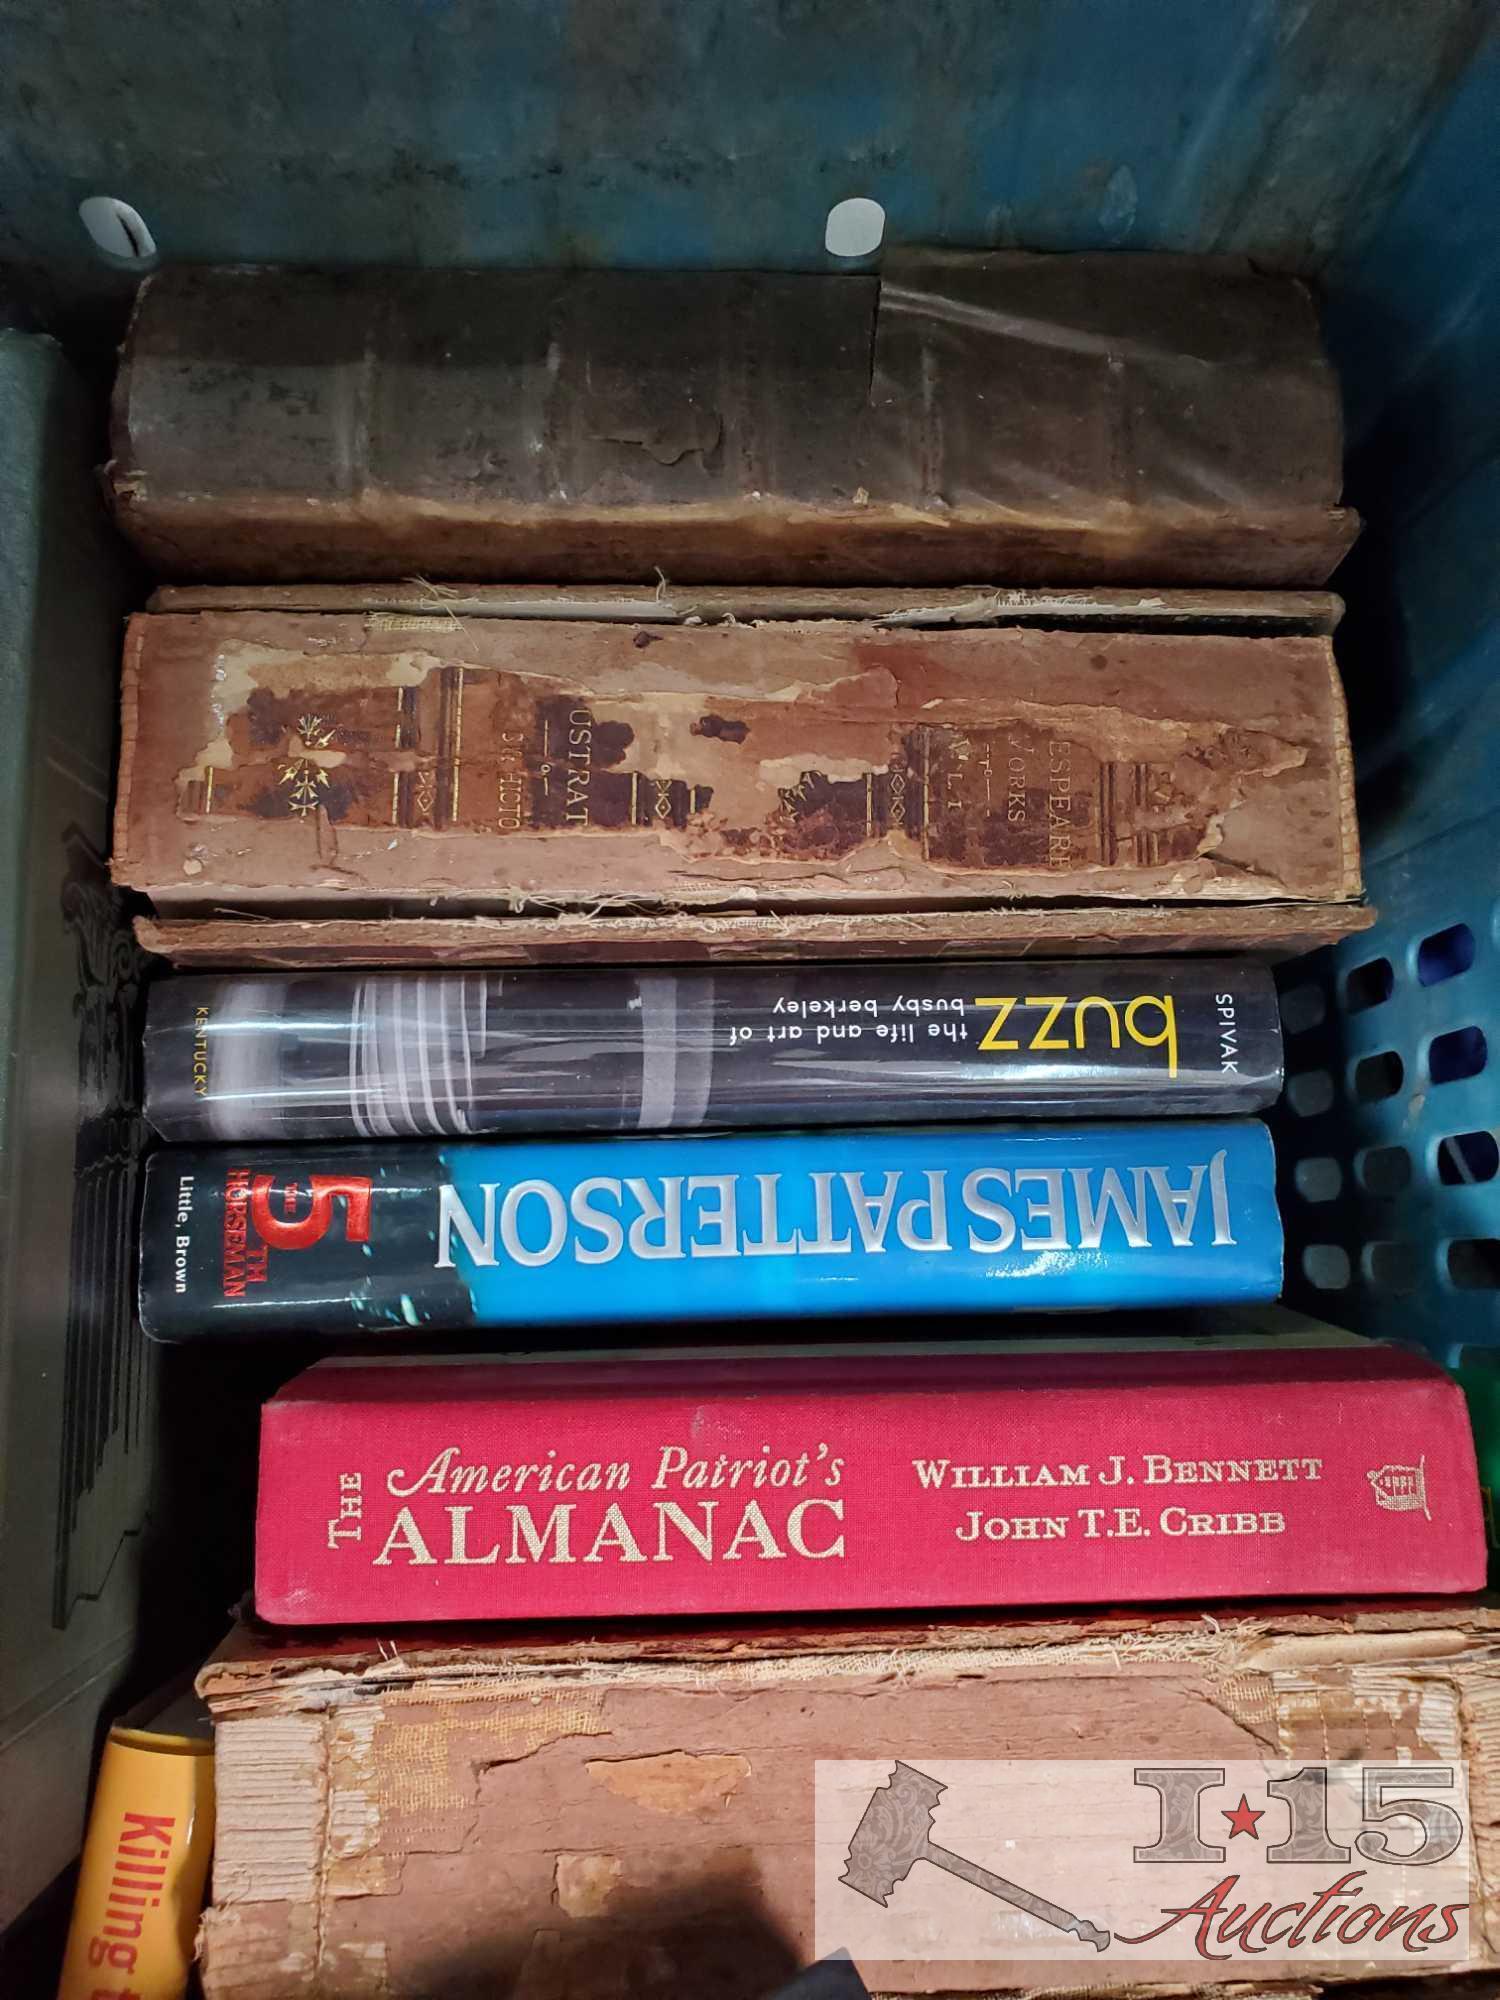 ESPEARE
WORKS
L. I
USTRAT
HICTO
SPIVAK
buzz
the life and art of
busby berkeley
KENTUCKY
JAMES PATTERSON
THE
5TH
HORSEMAN
Little, Brown
THE
American Patriot's
ALMANAC
WILLIAM J. BENNETT
JOHN T.E. CRIBB
Killing
I★15
Auctions